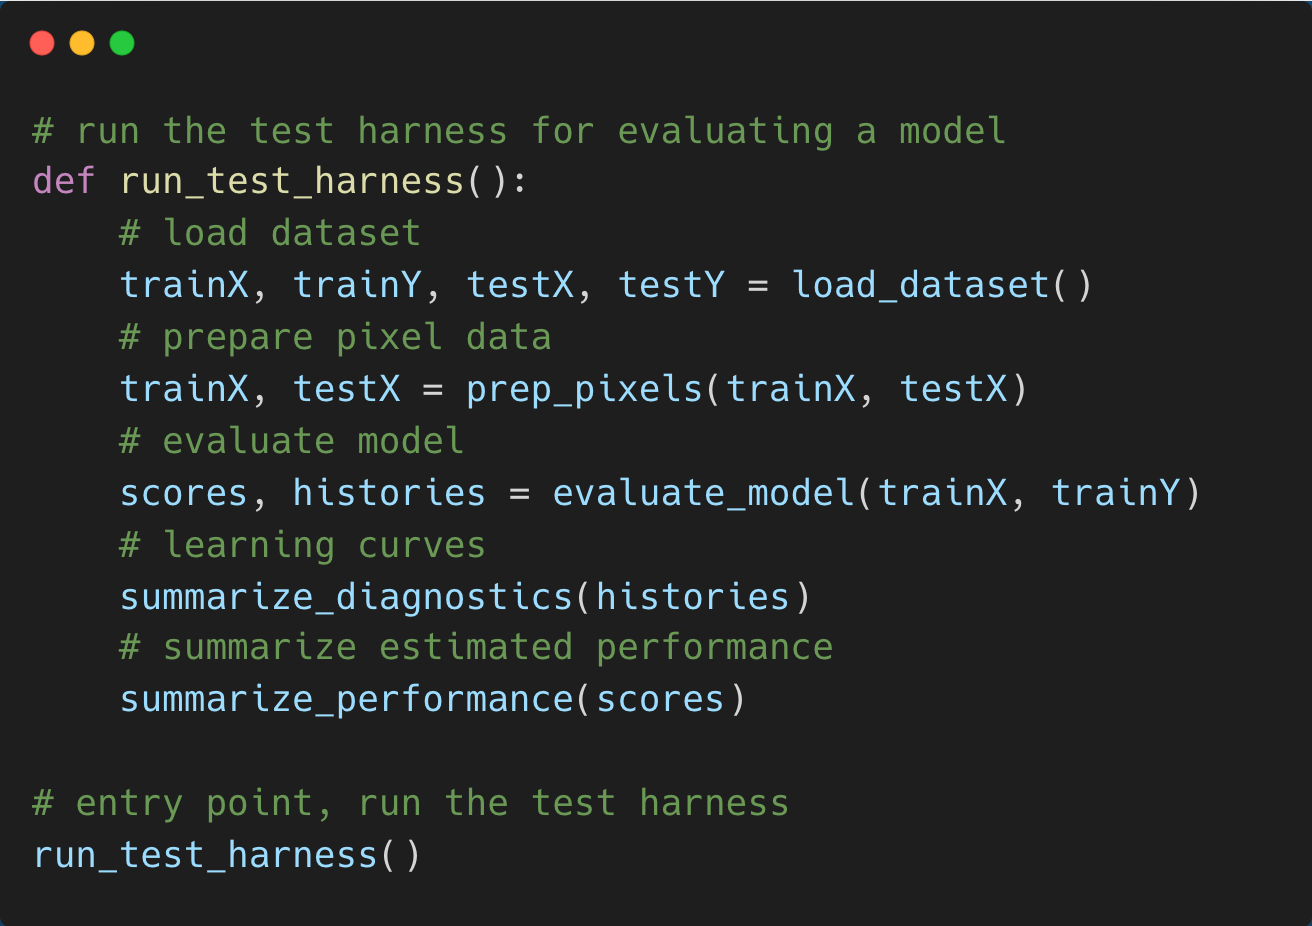 # run the test harness for evaluating a model
def run_test_harness():
    # load dataset
    trainX, trainY, testX, testY = load_dataset()
    # prepare pixel data
    trainX, testX = prep_pixels(trainX, testX)
    # evaluate model
    scores, histories = evaluate_model(trainX, trainY)
    # learning curves
    summarize_diagnostics(histories)
    # summarize estimated performance
    summarize_performance(scores)

# entry point, run the test harness
run_test_harness()